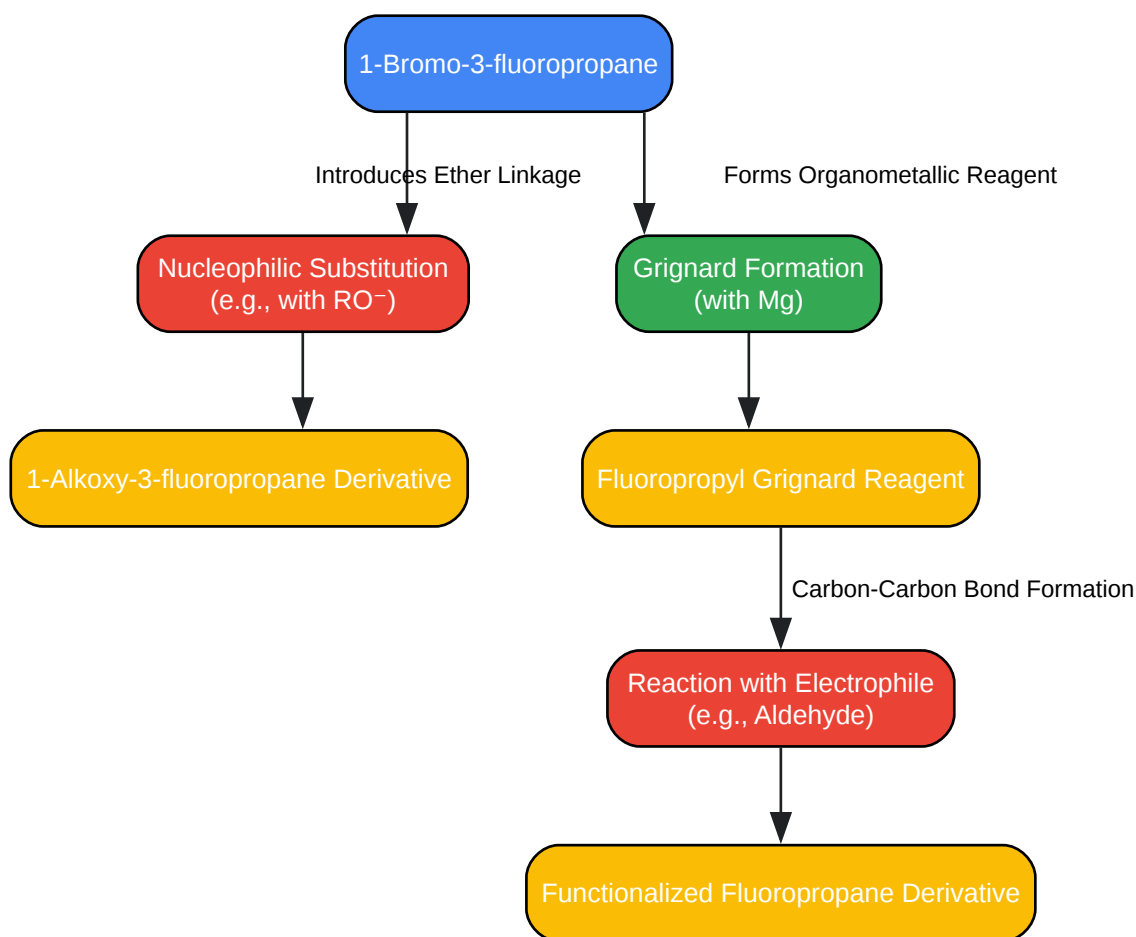 1-Bromo-3-fluoropropane
Introduces Ether Linkage
Forms Organometallic Reagent
Nucleophilic Substitution
(e.g., with RO⁻)
Grignard Formation
(with Mg)
1-Alkoxy-3-fluoropropane Derivative
Fluoropropyl Grignard Reagent
Carbon-Carbon Bond Formation
Reaction with Electrophile
(e.g., Aldehyde)
Functionalized Fluoropropane Derivative